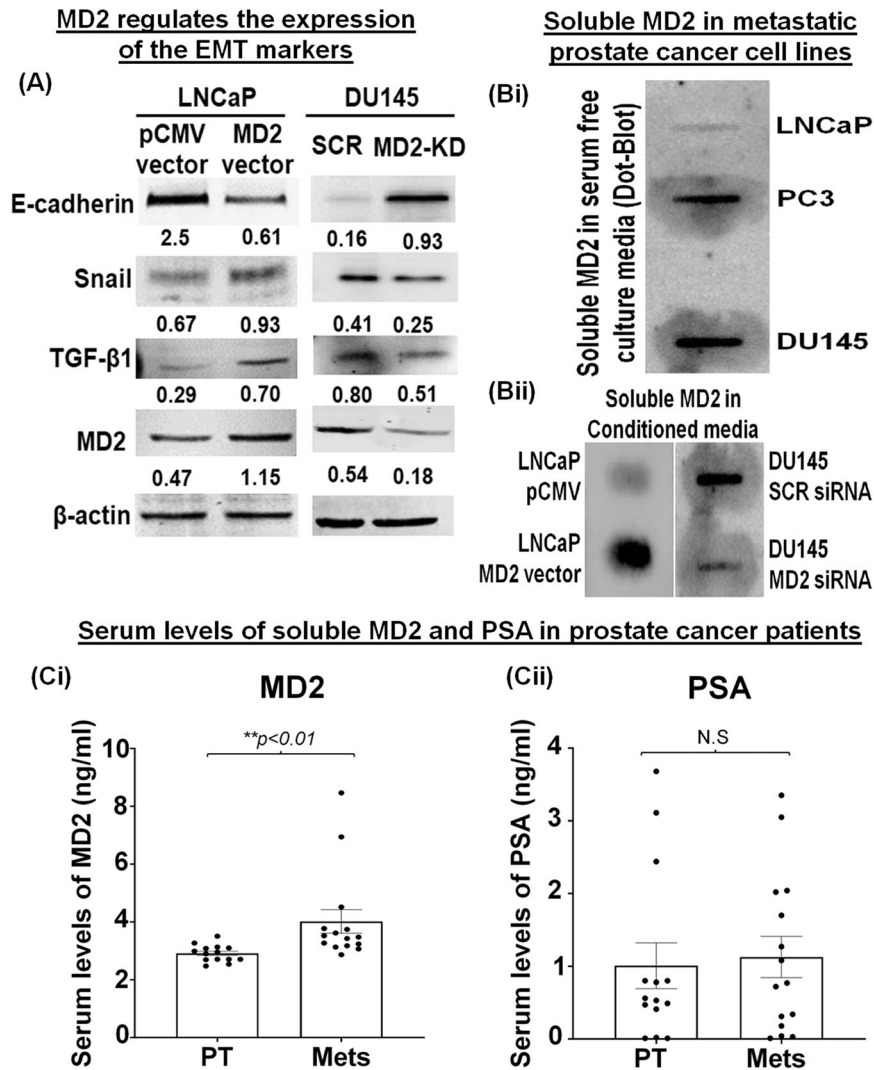 MD2 regulates the expression
of the EMT markers
(A)
LNCaP
DU145
pCMV
vector
MD2
vector
SCR
MD2-KD
E-cadherin
2.5
0.61
0.16
0.93
Snail
0.67
0.93
0.41
0.25
TGF-β1
0.29
0.70
0.80
0.51
MD2
0.47
1.15
0.54
0.18
β-actin
Soluble MD2 in metastatic
prostate cancer cell lines
(Bi)
Soluble MD2 in serum free
culture media (Dot-Blot)
LNCaP
PC3
DU145
(Bii)
Soluble MD2 in
Conditioned media
LNCaP
pCMV
DU145
SCR siRNA
LNCaP
MD2 vector
DU145
MD2 siRNA
Serum levels of soluble MD2 and PSA in prostate cancer patients
(Ci)
MD2
Serum levels of MD2 (ng/ml)
**p<0.01
10
8
6
4
2
0
PT
Mets
(Cii)
PSA
Serum levels of PSA (ng/ml)
N.S
4
3
2
1
0
PT
Mets